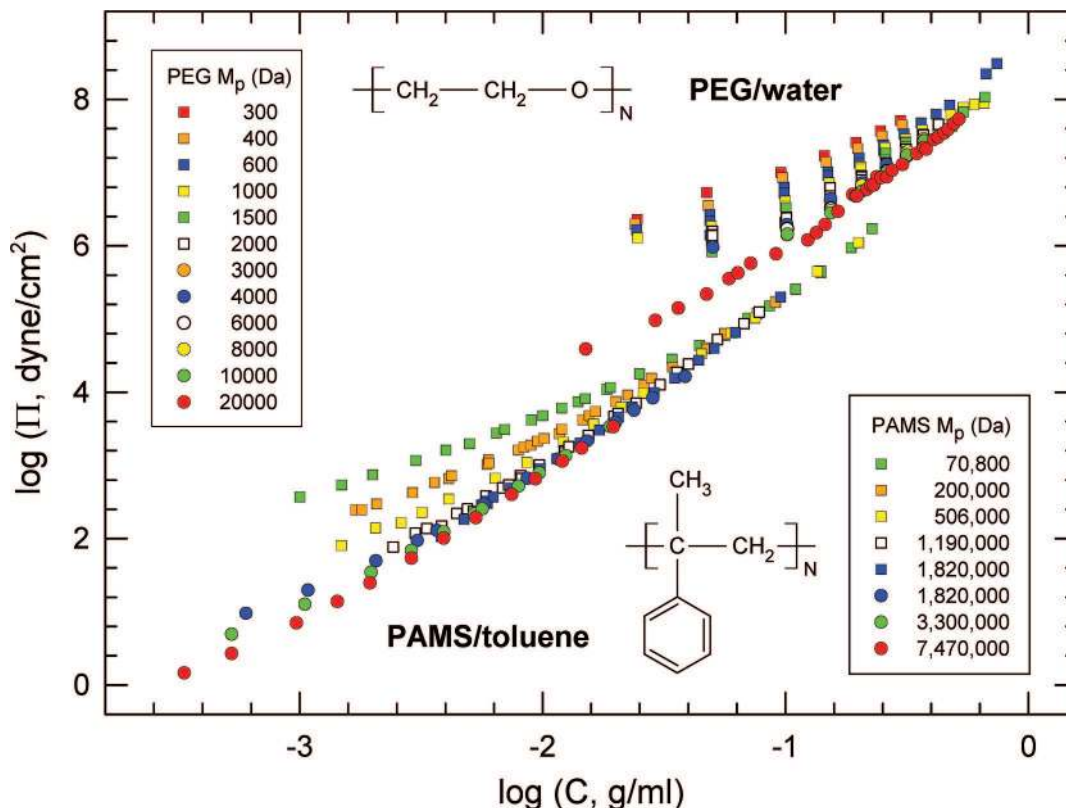 PEG Mp (Da)
300
400
600
1000
1500
2000
3000
4000
6000
8000
10000
20000
CH2 CH2 O
N
PEG/water
8
6
4
2
0
log (Π, dyne/cm2)
PAMS Mp (Da)
70,800
200,000
506,000
1,190,000
1,820,000
1,820,000
3,300,000
7,470,000
CH3
C CH2
N
PAMS/toluene
-3 -2 -1 0
log (C, g/ml)